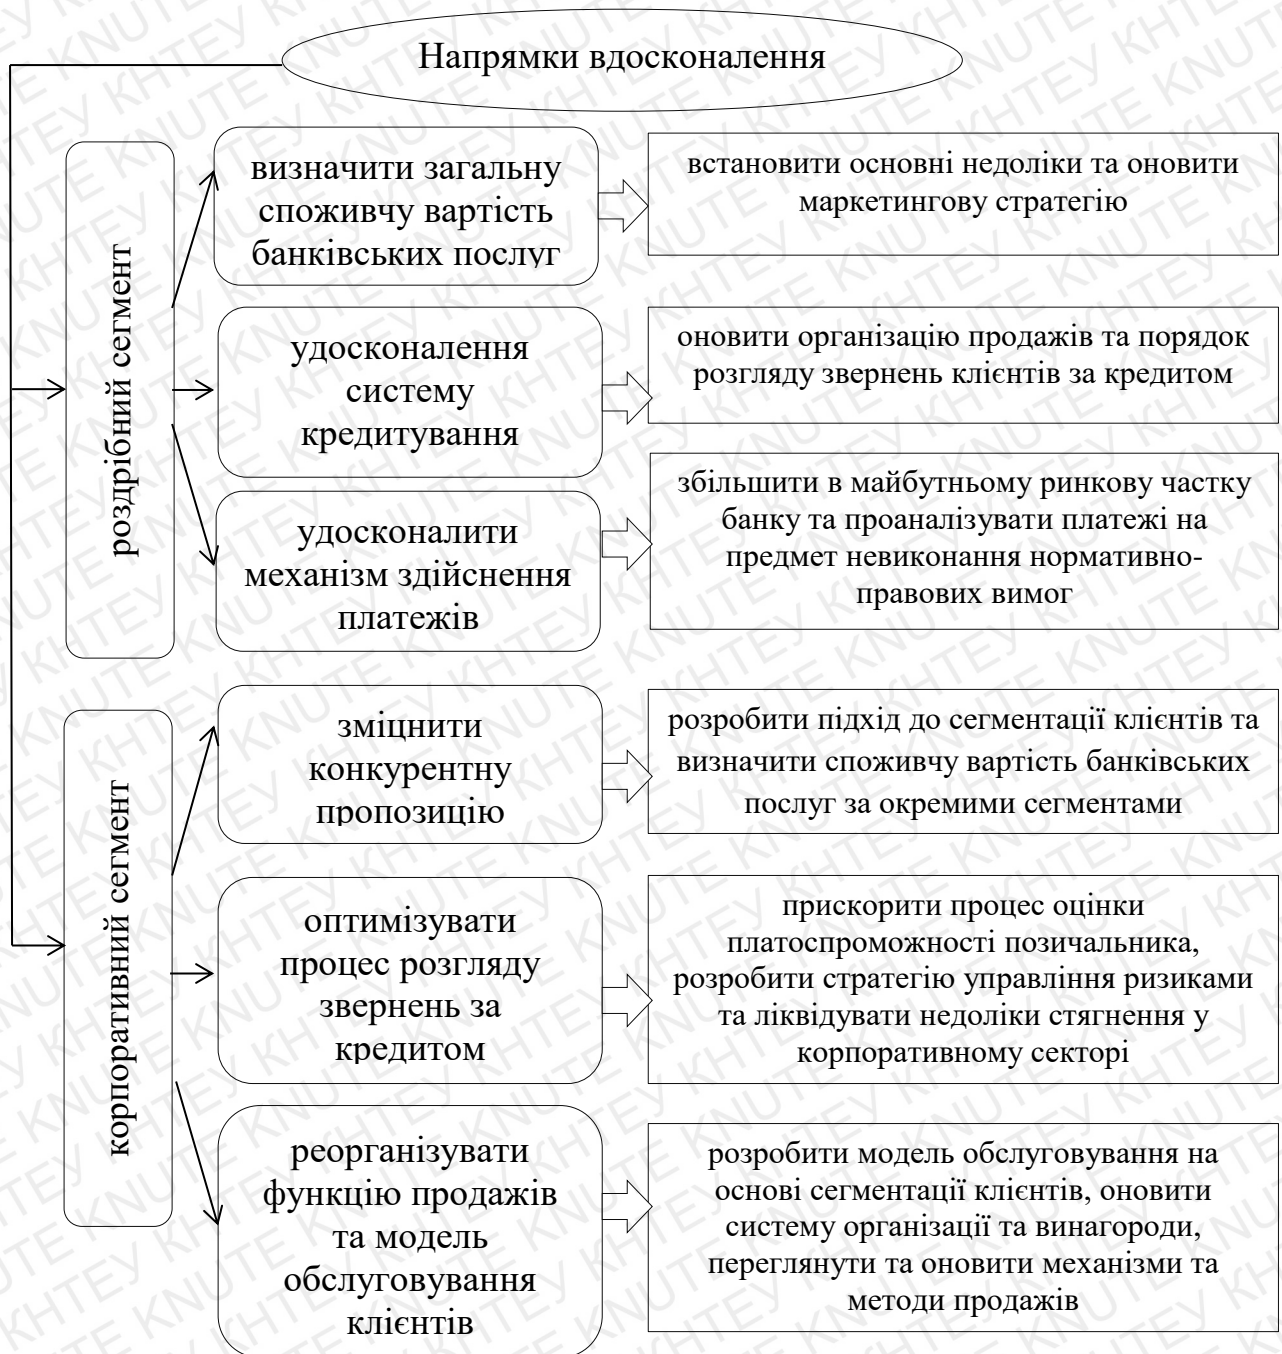 Напрямки вдосконалення
роздрібний сегмент
визначити загальну
споживчу вартість
банківських послуг
встановити основні недоліки та оновити
маркетингову стратегію
удосконалення
систему
кредитування
оновити організацію продажів та порядок
розгляду звернень клієнтів за кредитом
удосконалити
механізм здійснення
платежів
збільшити в майбутньому ринкову частку
банку та проаналізувати платежі на
предмет невиконання нормативно-
правових вимог
корпоративний сегмент
зміцнити
конкурентну
пропозицію
розробити підхід до сегментації клієнтів та
визначити споживчу вартість банківських
послуг за окремими сегментами
оптимізувати
процес розгляду
звернень за
кредитом
прискорити процес оцінки
платоспроможності позичальника,
розробити стратегію управління ризиками
та ліквідувати недоліки стягнення у
корпоративному секторі
реорганізувати
функцію продажів
та модель
обслуговування
клієнтів
розробити модель обслуговування на
основі сегментації клієнтів, оновити
систему організації та винагороди,
переглянути та оновити механізми та
методи продажів